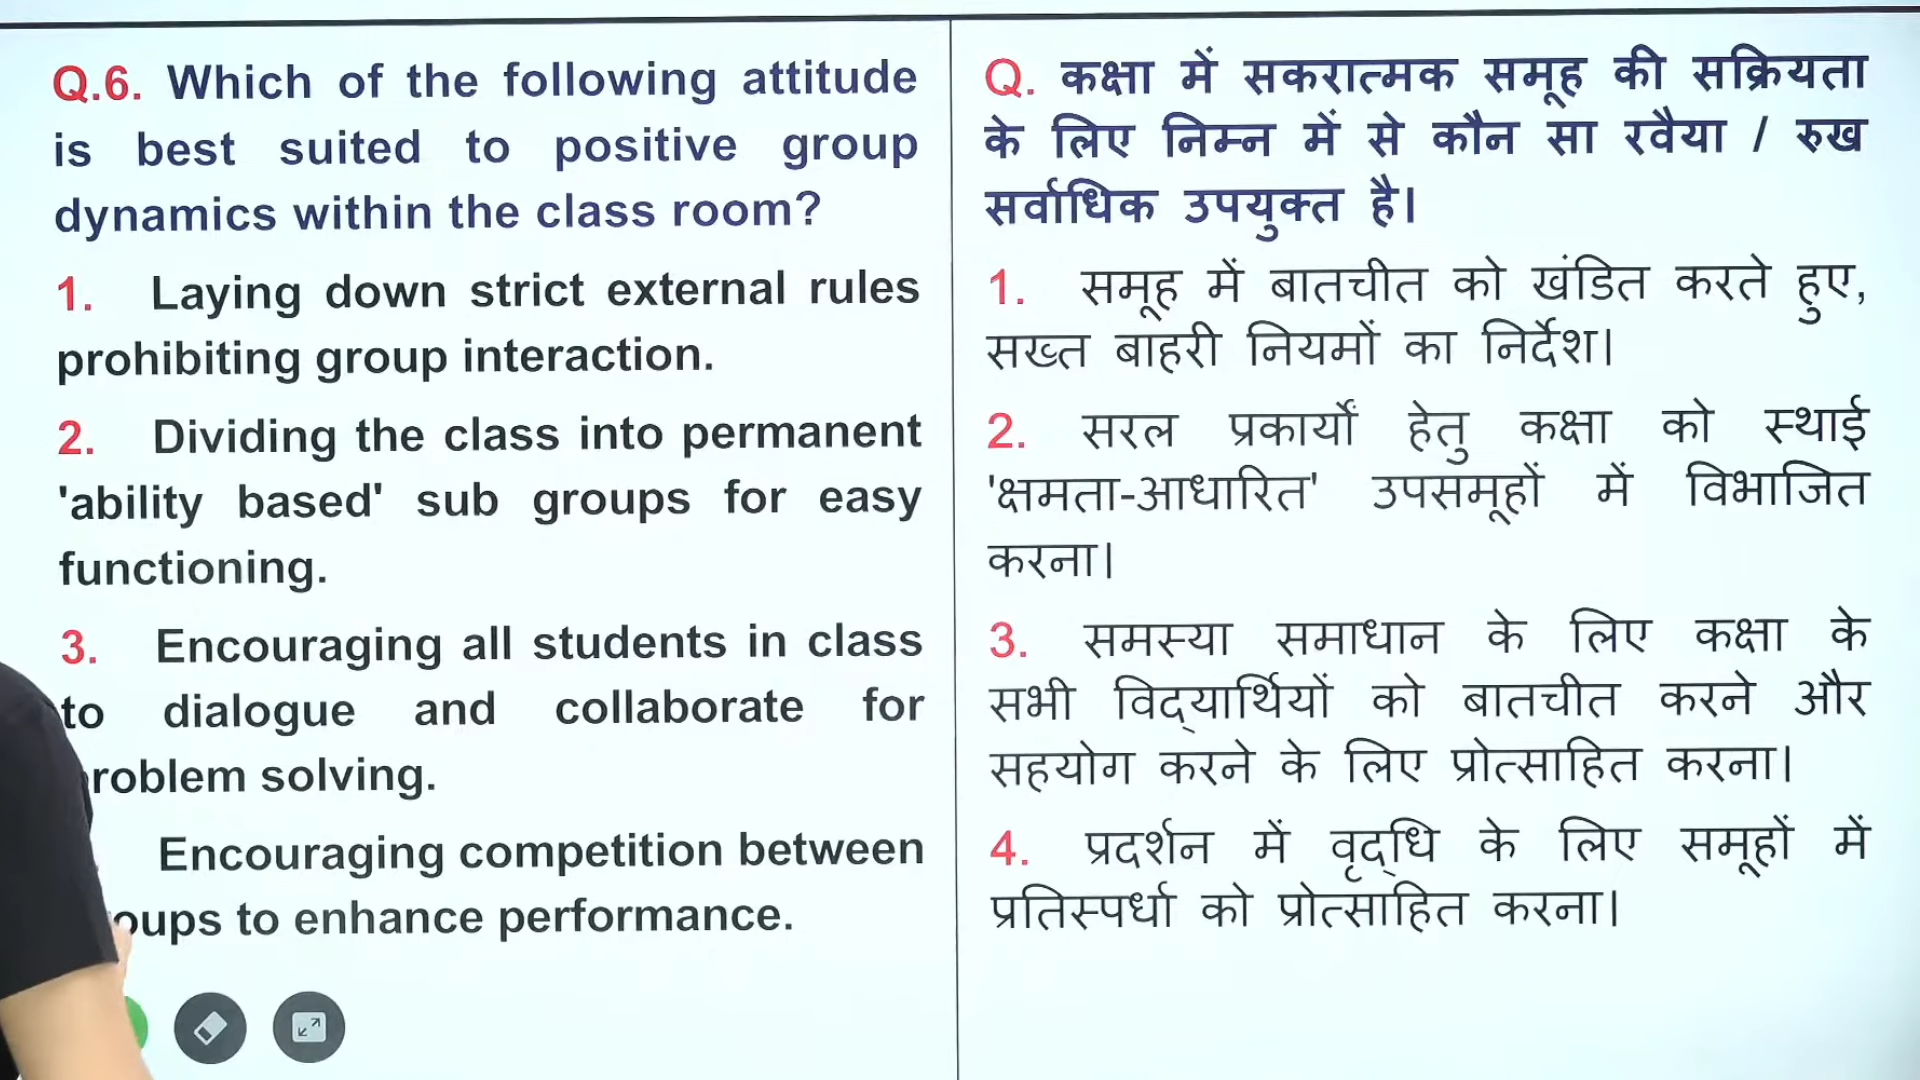 Q.6. Which of the following attitude
is best suited to positive group
dynamics within the class room?
1. Laying down strict external rules
prohibiting group interaction.
2. Dividing the class into permanent
'ability based' sub groups for easy
functioning.
3. Encouraging all students in class
to dialogue and collaborate for
roblem solving.
Encouraging competition between
oups to enhance performance.
Q. कक्षा में सकरात्मक समूह की सक्रियता
के लिए निम्न में से कौन सा रवैया / रुख
सर्वाधिक उपयुक्त है।
1. समूह में बातचीत को खंडित करते हुए,
सख्त बाहरी नियमों का निर्देश।
2. सरल प्रकार्यों हेतु कक्षा को स्थाई
'क्षमता-आधारित' उपसमूहों में विभाजित
करना।
3. समस्या समाधान के लिए कक्षा के
सभी विद्यार्थियों को बातचीत करने और
सहयोग करने के लिए प्रोत्साहित करना।
4. प्रदर्शन में वृद्धि के लिए समूहों में
प्रतिस्पर्धा को प्रोत्साहित करना।